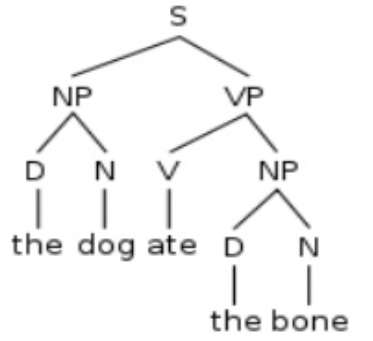 S
NP VP
D N V NP
the dog ate D N
the bone